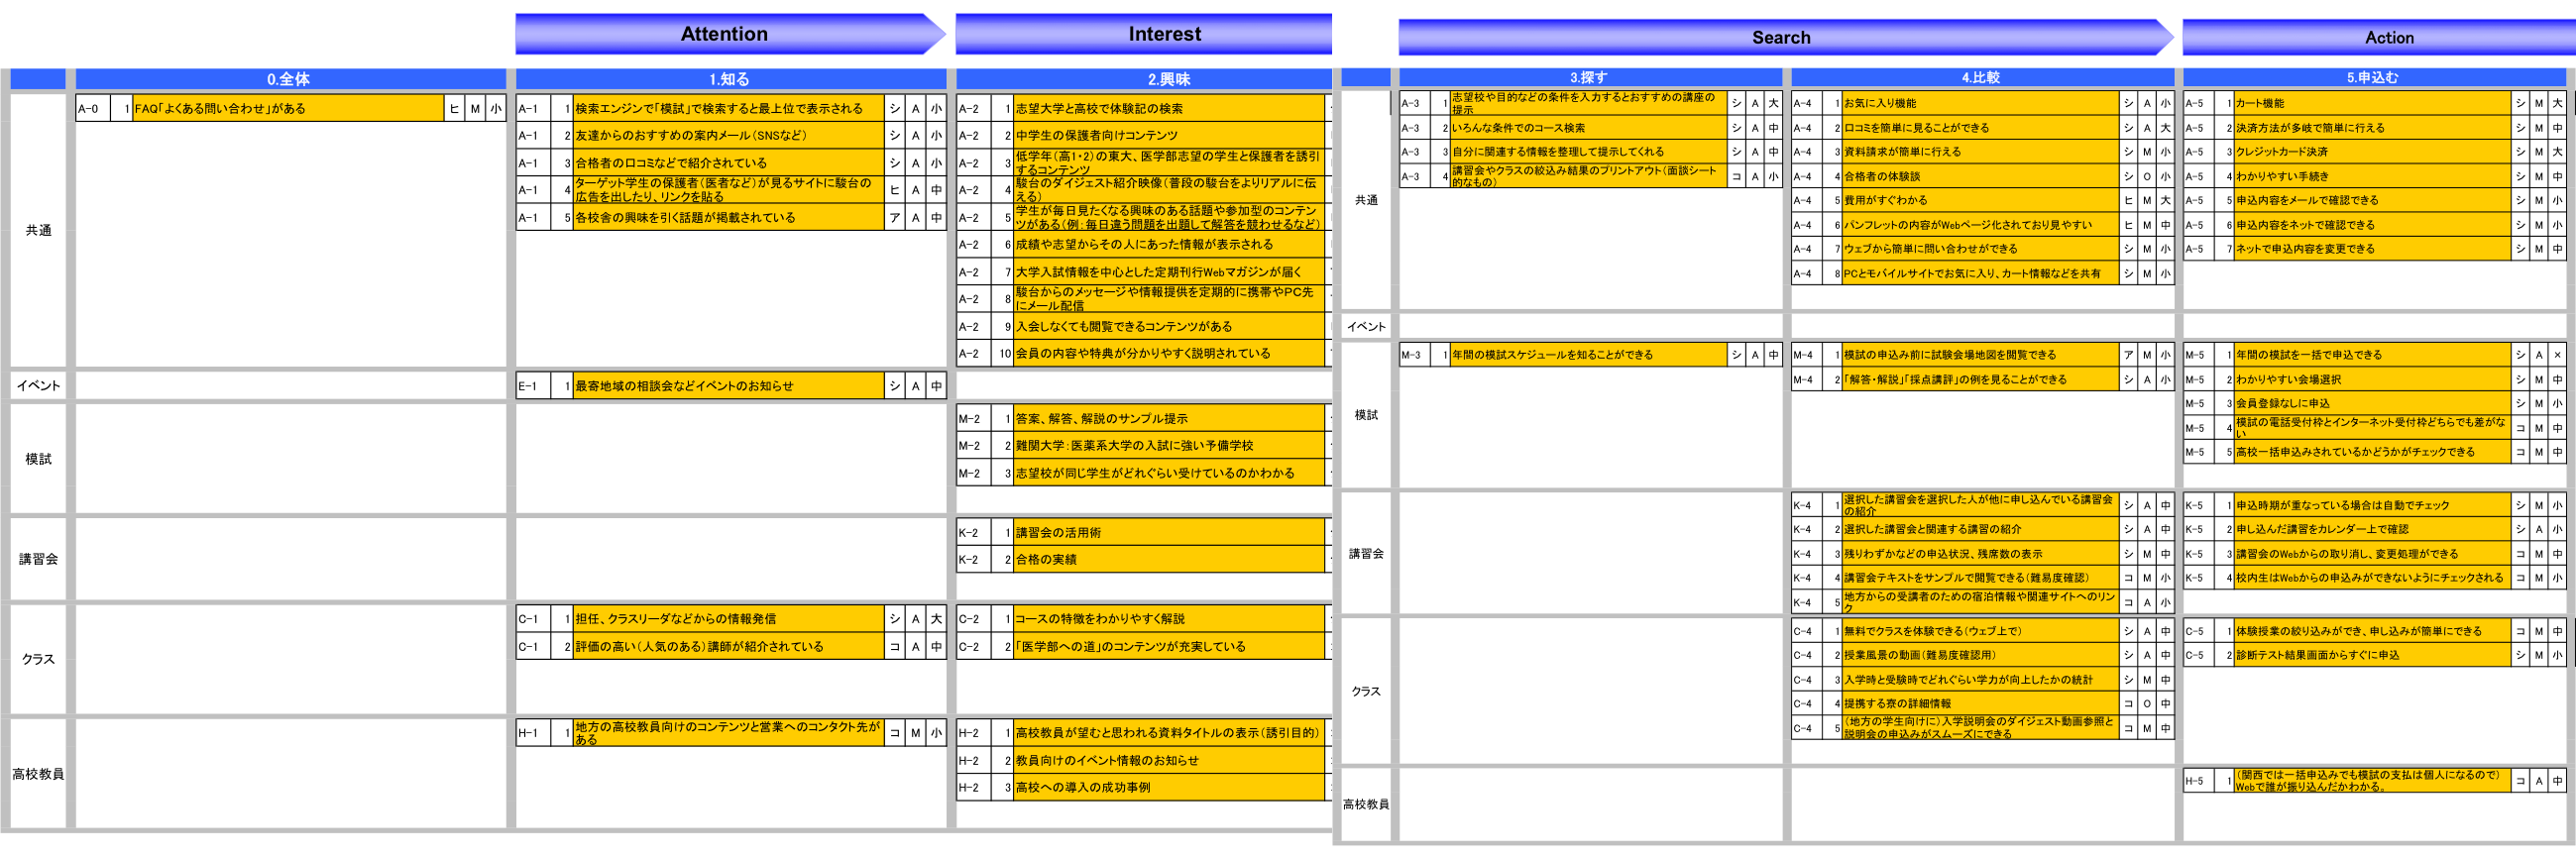 Attention
Interest
Search
Action
0.全体
1.知る
2.興味
3.探す
4.比較
5.申込む
共通
A-0 1 FAQ「よくある問い合わせ」がある ヒ M 小
A-1 1 検索エンジンで「模試」で検索すると最上位で表示される シ A 小
A-1 2 友達からのおすすめの案内メール（SNSなど） シ A 小
A-1 3 合格者の口コミなどで紹介されている シ A 小
A-1 4 ターゲット学生の保護者（医者など）が見るサイトに駿台の
広告を出したり、リンクを貼る ヒ A 中
A-1 5 各校舎の興味を引く話題が掲載されている ア A 中
A-2 1 志望大学と高校で体験記の検索
A-2 2 中学生の保護者向けコンテンツ
A-2 3 低学年（高1・2）の東大、医学部志望の学生と保護者を誘引
するコンテンツ
A-2 4 駿台のダイジェスト紹介映像（普段の駿台をよりリアルに伝
える）
A-2 5 学生が毎日見たくなる興味のある話題や参加型のコンテン
ツがある（例：毎日違う問題を出題して解答を競わせるなど）
A-2 6 成績や志望からその人にあった情報が表示される
A-2 7 大学入試情報を中心とした定期刊行Webマガジンが届く
A-2 8 駿台からのメッセージや情報提供を定期的に携帯やPC先
にメール配信
A-2 9 入会しなくても閲覧できるコンテンツがある
A-2 10 会員の内容や特典が分かりやすく説明されている
イベント
E-1 1 最寄地域の相談会などイベントのお知らせ シ A 中
模試
M-2 1 答案、解答、解説のサンプル提示
M-2 2 難関大学：医薬系大学の入試に強い予備学校
M-2 3 志望校が同じ学生がどれぐらい受けているのかわかる
講習会
K-2 1 講習会の活用術
K-2 2 合格の実績
クラス
C-1 1 担任、クラスリーダなどからの情報発信 シ A 大
C-1 2 評価の高い（人気のある）講師が紹介されている コ A 中
C-2 1 コースの特徴をわかりやすく解説
C-2 2 「医学部への道」のコンテンツが充実している
高校教員
H-1 1 地方の高校教員向けのコンテンツと営業へのコンタクト先が
ある コ M 小
H-2 1 高校教員が望むと思われる資料タイトルの表示（誘引目的）
H-2 2 教員向けのイベント情報のお知らせ
H-2 3 高校への導入の成功事例
共通
A-3 1 志望校や目的などの条件を入力するとおすすめの講座の
提示 シ A 大
A-3 2 いろんな条件でのコース検索 シ A 中
A-3 3 自分に関連する情報を整理して提示してくれる シ A 中
A-3 4 講習会やクラスの絞込み結果のプリントアウト（面談シート
的なもの） コ A 小
A-4 1 お気に入り機能 シ A 小
A-4 2 口コミを簡単に見ることができる シ A 大
A-4 3 資料請求が簡単に行える シ M 小
A-4 4 合格者の体験談 シ O 小
A-4 5 費用がすぐわかる ヒ M 大
A-4 6 パンフレットの内容がWebページ化されており見やすい ヒ M 中
A-4 7 ウェブから簡単に問い合わせができる シ M 小
A-4 8 PCとモバイルサイトでお気に入り、カート情報などを共有 シ M 小
A-5 1 カート機能 シ M 大
A-5 2 決済方法が多岐で簡単に行える シ M 中
A-5 3 クレジットカード決済 シ M 大
A-5 4 わかりやすい手続き シ M 中
A-5 5 申込内容をメールで確認できる シ M 小
A-5 6 申込内容をネットで確認できる シ M 小
A-5 7 ネットで申込内容を変更できる シ M 中
イベント
模試
M-3 1 年間の模試スケジュールを知ることができる シ A 中
M-4 1 模試の申込み前に試験会場地図を閲覧できる ア M 小
M-4 2 「解答・解説」「採点講評」の例を見ることができる シ A 小
M-5 1 年間の模試を一括で申込できる シ A ×
M-5 2 わかりやすい会場選択 シ M 中
M-5 3 会員登録なしに申込 シ M 小
M-5 4 模試の電話受付枠とインターネット受付枠どちらでも差がな
い コ M 中
M-5 5 高校一括申込みされているかどうかがチェックできる コ M 中
講習会
K-4 1 選択した講習会を選択した人が他に申し込んでいる講習会
の紹介 シ A 中
K-4 2 選択した講習会と関連する講習の紹介 シ A 中
K-4 3 残りわずかなどの申込状況、残席数の表示 シ M 中
K-4 4 講習会テキストをサンプルで閲覧できる（難易度確認） コ M 小
K-4 5 地方からの受講者のための宿泊情報や関連サイトへのリン
ク コ A 小
K-5 1 申込時期が重なっている場合は自動でチェック シ M 小
K-5 2 申し込んだ講習をカレンダー上で確認 シ A 小
K-5 3 講習会のWebからの取り消し、変更処理ができる コ M 中
K-5 4 校内生はWebからの申込みができないようにチェックされる コ M 小
クラス
C-4 1 無料でクラスを体験できる（ウェブ上で） シ A 中
C-4 2 授業風景の動画（難易度確認用） シ A 中
C-4 3 入学時と受験時でどれぐらい学力が向上したかの統計 シ M 中
C-4 4 提携する寮の詳細情報 コ O 中
C-4 5 （地方の学生向けに）入学説明会のダイジェスト動画参照と
説明会の申込みがスムーズにできる コ M 中
C-5 1 体験授業の絞り込みができ、申し込みが簡単にできる コ M 中
C-5 2 診断テスト結果画面からすぐに申込 シ M 小
高校教員
H-5 1 （関西では一括申込みでも模試の支払は個人になるので）
Webで誰が振り込んだかわかる。 コ A 中